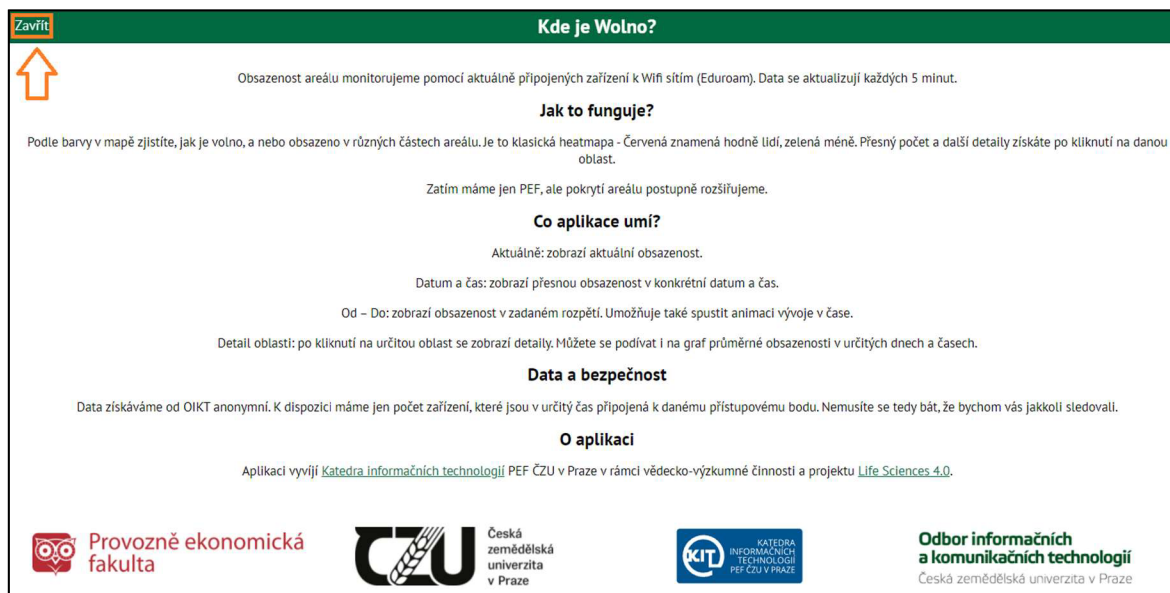 Zavřít
Kde je Wolno?
Obsazenost areálu monitorujeme pomocí aktuálně připojených zařízení k Wifi sítím (Eduroam). Data se aktualizují každých 5 minut.
Jak to funguje?
Podle barvy v mapě zjistíte, jak je volno, a nebo obsazeno v různých částech areálu. Je to klasická heatmapa - Červená znamená hodně lidí, zelená méně. Přesný počet a další detaily získáte po kliknutí na danou
oblast.
Zatím máme jen PEF, ale pokrytí areálu postupně rozšiřujeme.
Co aplikace umí?
Aktuálně: zobrazí aktuální obsazenost.
Datum a čas: zobrazí přesnou obsazenost v konkrétní datum a čas.
Od – Do: zobrazí obsazenost v zadaném rozpětí. Umožňuje také spustit animaci vývoje v čase.
Detail oblasti: po kliknutí na určitou oblast se zobrazí detaily. Můžete se podívat i na graf průměrné obsazenosti v určitých dnech a časech.
Data a bezpečnost
Data získáváme od OIKT anonymní. K dispozici máme jen počet zařízení, které jsou v určitý čas připojená k danému přístupovému bodu. Nemusíte se tedy bát, že bychom vás jakkoli sledovali.
O aplikaci
Aplikaci vyvíjí Katedra informačních technologií PEF ČZU v Praze v rámci vědecko-výzkumné činnosti a projektu Life Sciences 4.0.
Provozně ekonomická
fakulta
ČZU
Česká
zemědělská
univerzita
v Praze
KIT
KATEDRA
INFORMAČNÍCH
TECHNOLOGIÍ
PEF ČZU V PRAZE
Odbor informačních
a komunikačních technologií
Česká zemědělská univerzita v Praze